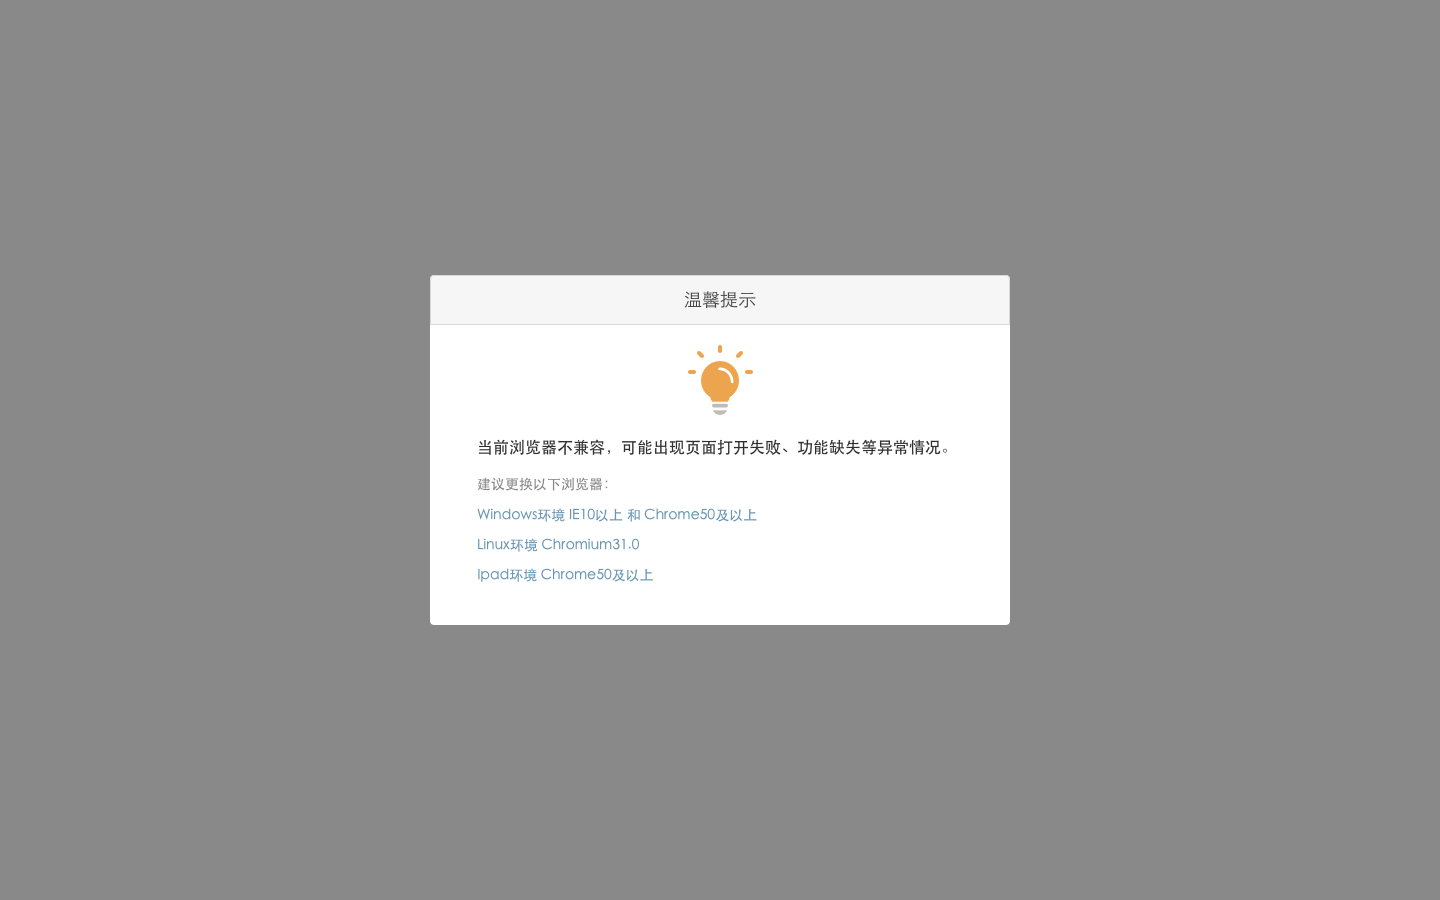 温馨提示
当前浏览器不兼容，可能出现页面打开失败、功能缺失等异常情况。
建议更换以下浏览器：
Windows环境 IE10以上 和 Chrome50及以上
Linux环境 Chromium31.0
Ipad环境 Chrome50及以上